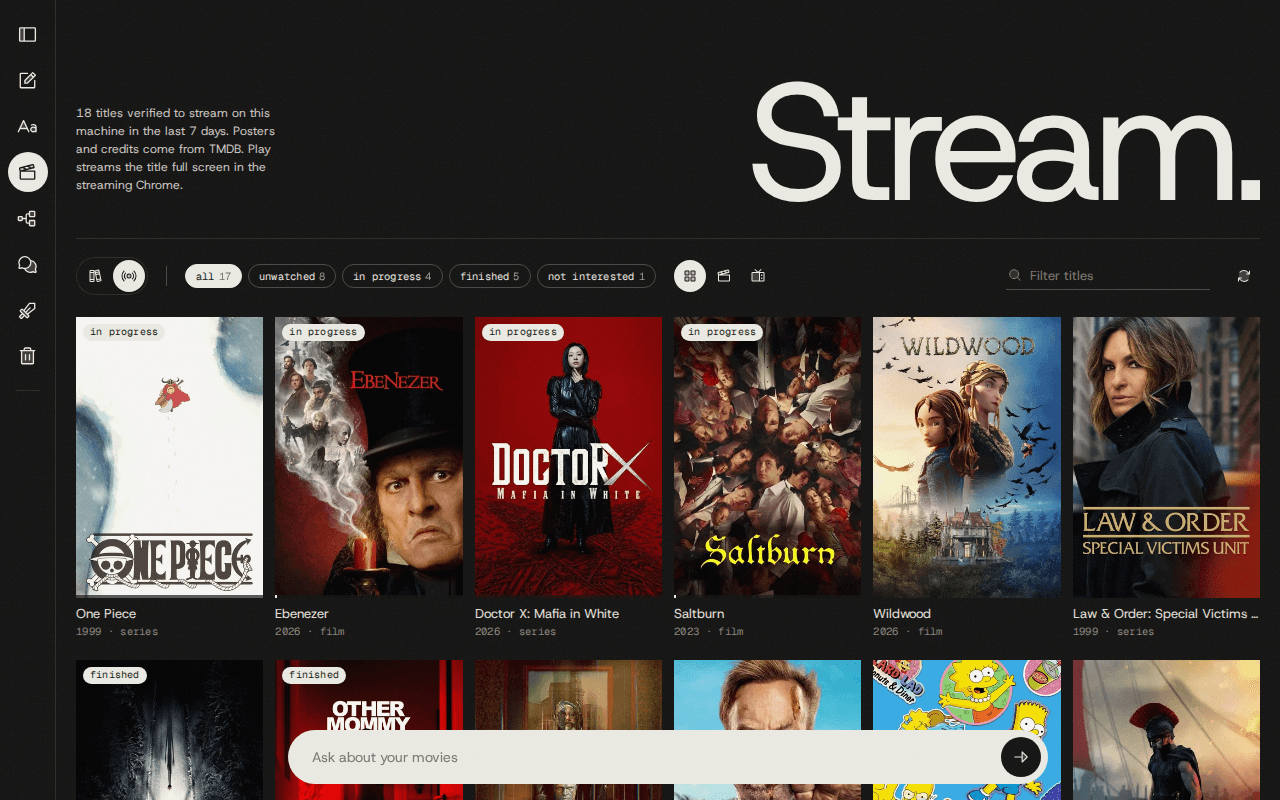 Aa
18 titles verified to stream on this
machine in the last 7 days. Posters
and credits come from TMDB. Play
streams the title full screen in the
streaming Chrome.
Stream.
all 17
unwatched 8
in progress 4
finished 5
not interested 1
Filter titles
in progress
in progress
in progress
in progress
ONE PIECE
EBENEZER
DOCTOR X
MAFIA IN WHITE
Saltburn
WILDWOOD
LAW & ORDER
SPECIAL VICTIMS UNIT
One Piece
1999 · series
Ebenezer
2026 · film
Doctor X: Mafia in White
2026 · series
Saltburn
2023 · film
Wildwood
2026 · film
Law & Order: Special Victims …
1999 · series
finished
finished
OTHER
MOMMY
LARD LAD
Donuts & Diner
Ask about your movies